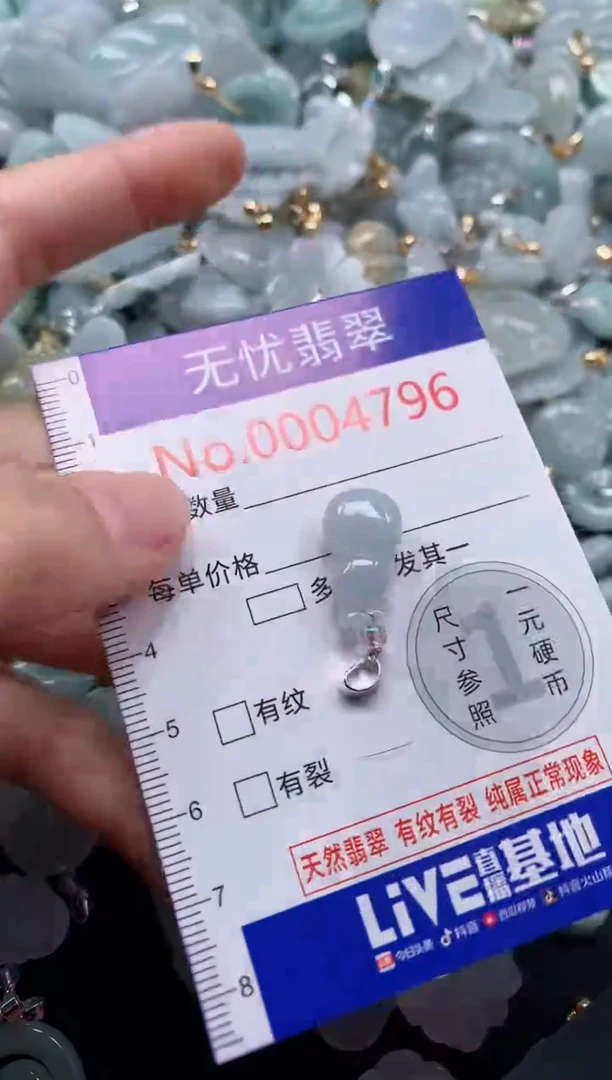 无忧翡翠
No.0004796
数量
每单价格
多 发其一
尺寸参照
一元硬币
1
有纹
有裂
天然翡翠 有纹有裂 纯属正常现象
LiVE直播基地
今日头条 抖音 西瓜视频 抖音火山
0
1
4
5
6
7
8